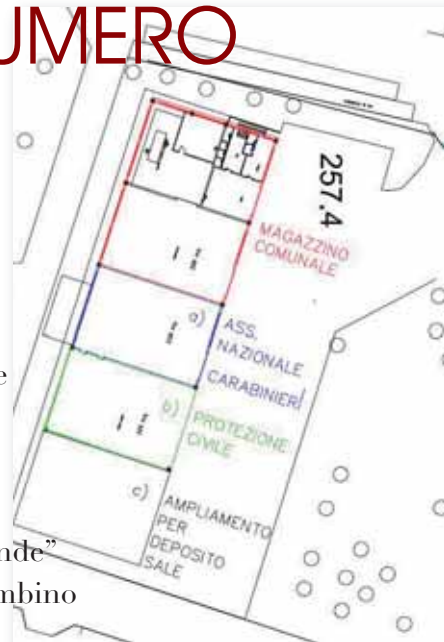 UMERO
257.4
MAGAZZINO
COMUNALE
a) ASS.
NAZIONALE
CARABINIERI
e
b) PROTEZIONE
CIVILE
c) AMPLIAMENTO
PER
DEPOSITO
SALE
nde”
mbino